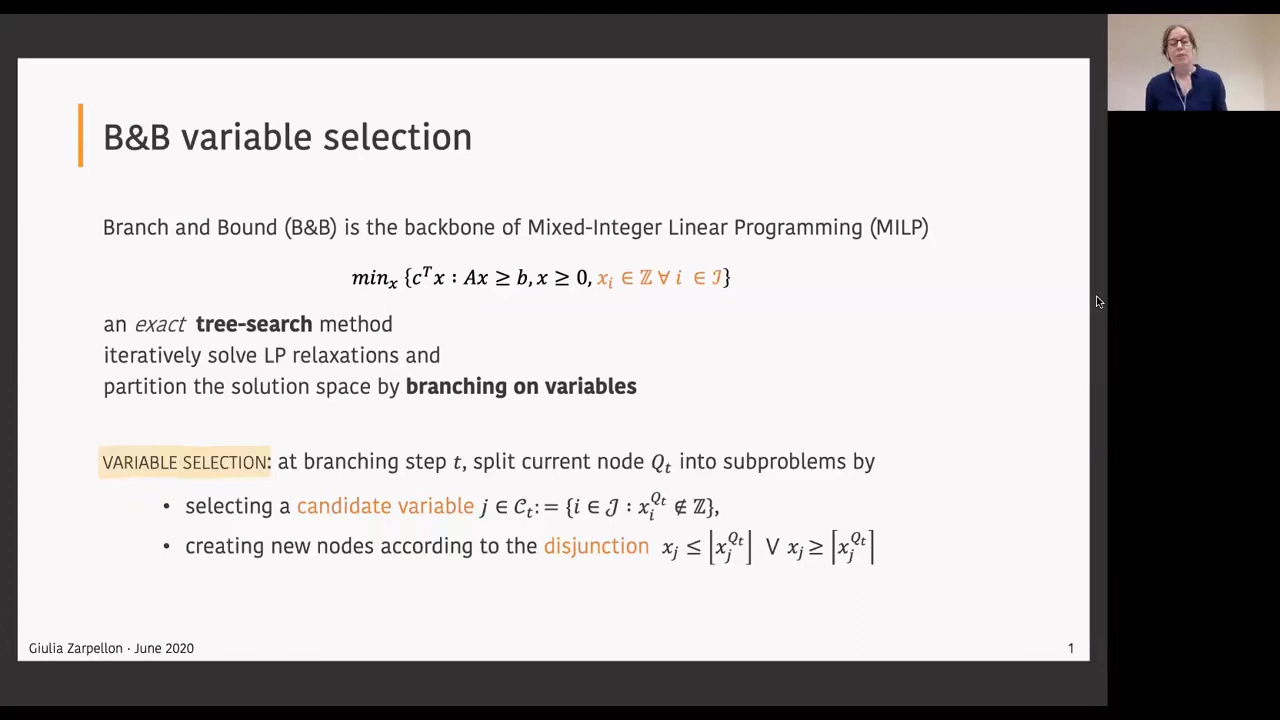 B&B variable selection
Branch and Bound (B&B) is the backbone of Mixed-Integer Linear Programming (MILP)
minₓ {cᵀx : Ax ≥ b, x ≥ 0, xᵢ ∈ ℤ ∀ i ∈ ℐ}
an exact tree-search method
iteratively solve LP relaxations and
partition the solution space by branching on variables
VARIABLE SELECTION: at branching step t, split current node Q_t into subproblems by
• selecting a candidate variable j ∈ 𝒞_t: = {i ∈ ℐ : x_i^{Q_t} ∉ ℤ},
• creating new nodes according to the disjunction x_j ≤ ⌊x_j^{Q_t}⌋ ∨ x_j ≥ ⌈x_j^{Q_t}⌉
Giulia Zarpellon · June 2020
1